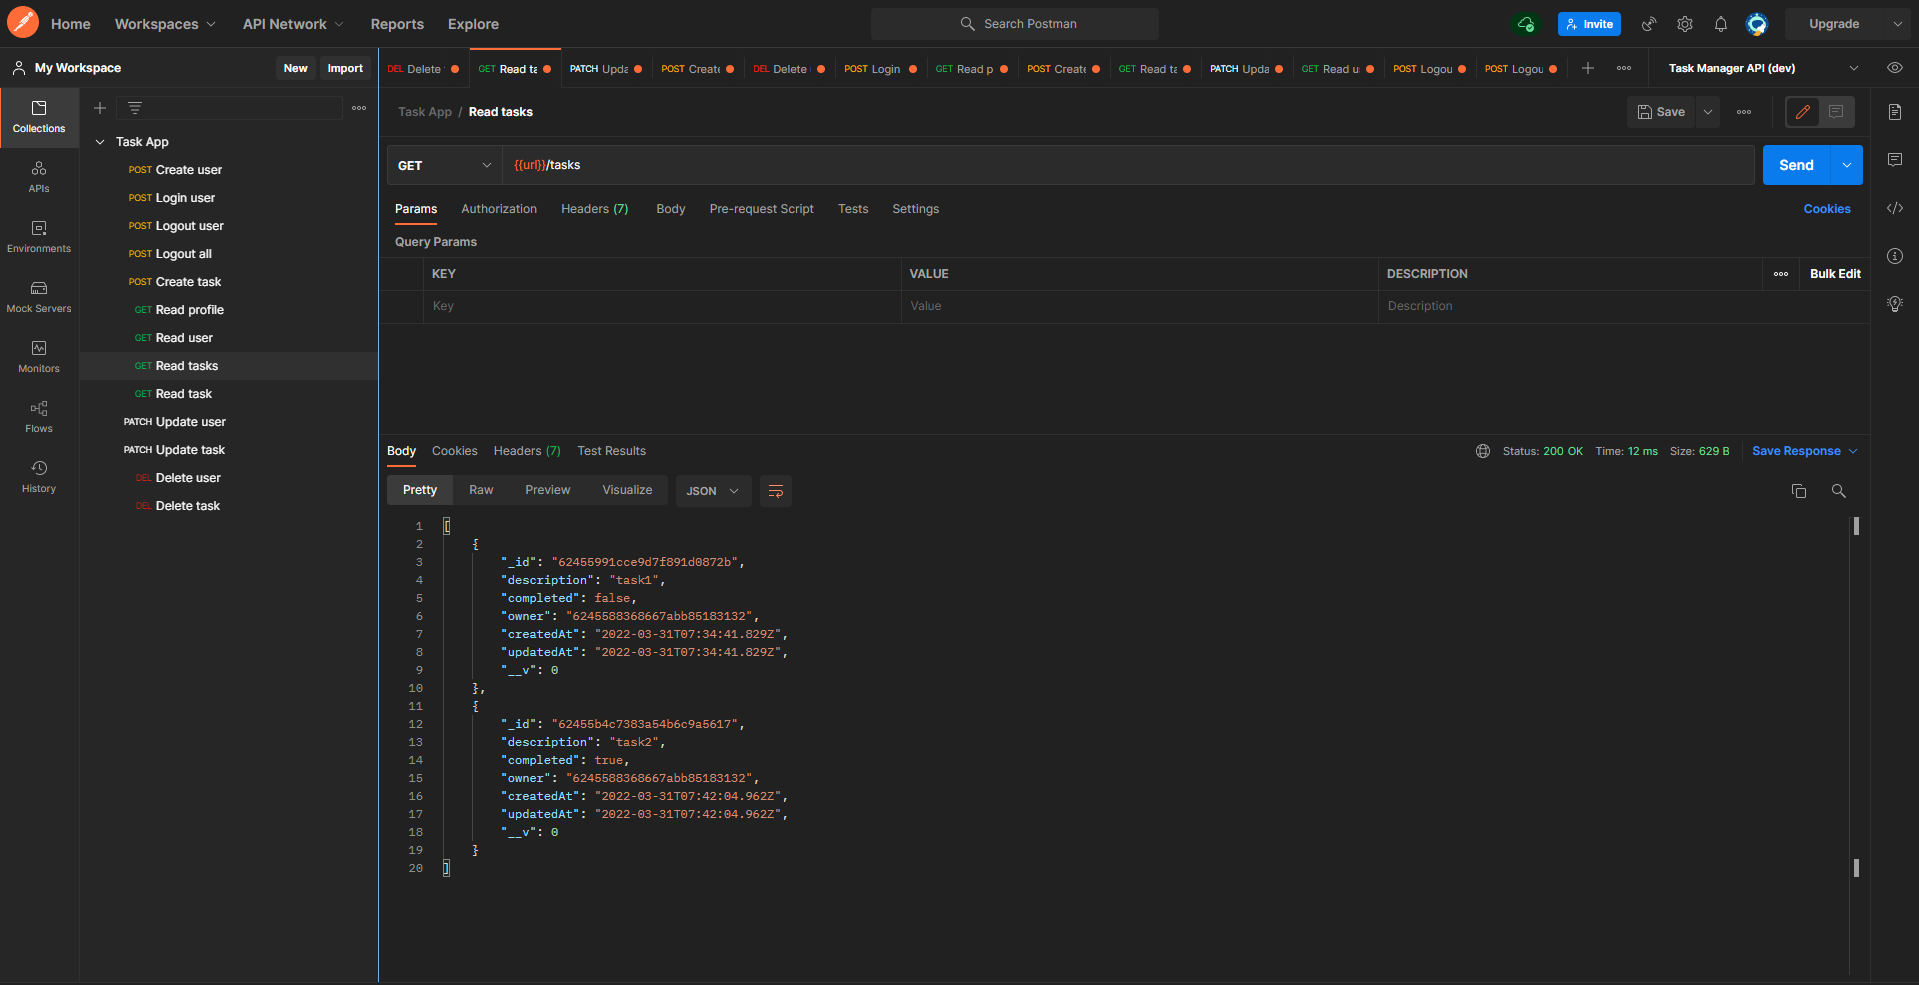 Home Workspaces API Network Reports Explore Search Postman Invite Upgrade
My Workspace New Import
DEL Delete GET Read ta PATCH Upda POST Create DEL Delete POST Login GET Read p POST Create GET Read ta PATCH Upda GET Read u POST Logou POST Logou Task Manager API (dev)
Collections
APIs
Environments
Mock Servers
Monitors
Flows
History
Task App
POST Create user
POST Login user
POST Logout user
POST Logout all
POST Create task
GET Read profile
GET Read user
GET Read tasks
GET Read task
PATCH Update user
PATCH Update task
DEL Delete user
DEL Delete task
Task App / Read tasks Save
GET {{url}}/tasks Send
Params Authorization Headers (7) Body Pre-request Script Tests Settings Cookies
Query Params
KEY VALUE DESCRIPTION Bulk Edit
Key Value Description
Body Cookies Headers (7) Test Results Status: 200 OK Time: 12 ms Size: 629 B Save Response
Pretty Raw Preview Visualize JSON
1 [
2 {
3 "_id": "62455991cce9d7f891d0872b",
4 "description": "task1",
5 "completed": false,
6 "owner": "6245588368667abb85183132",
7 "createdAt": "2022-03-31T07:34:41.829Z",
8 "updatedAt": "2022-03-31T07:34:41.829Z",
9 "__v": 0
10 },
11 {
12 "_id": "62455b4c7383a54b6c9a5617",
13 "description": "task2",
14 "completed": true,
15 "owner": "6245588368667abb85183132",
16 "createdAt": "2022-03-31T07:42:04.962Z",
17 "updatedAt": "2022-03-31T07:42:04.962Z",
18 "__v": 0
19 }
20 ]